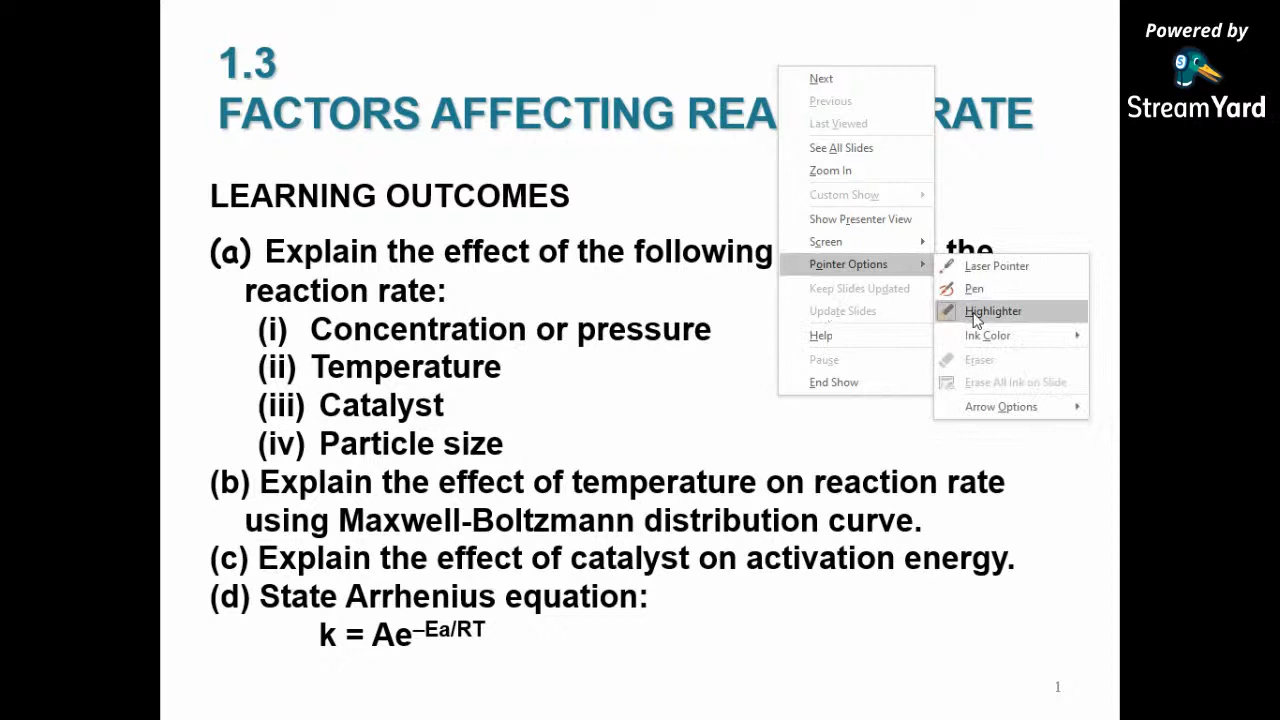 Powered by
StreamYard
1.3
FACTORS AFFECTING REA RATE
LEARNING OUTCOMES
(a) Explain the effect of the following the
reaction rate:
(i) Concentration or pressure
(ii) Temperature
(iii) Catalyst
(iv) Particle size
(b) Explain the effect of temperature on reaction rate
using Maxwell-Boltzmann distribution curve.
(c) Explain the effect of catalyst on activation energy.
(d) State Arrhenius equation:
k = Ae–Ea/RT
Next
Previous
Last Viewed
See All Slides
Zoom In
Custom Show
Show Presenter View
Screen
Pointer Options
Keep Slides Updated
Update Slides
Help
Pause
End Show
Laser Pointer
Pen
Highlighter
Ink Color
Eraser
Erase All Ink on Slide
Arrow Options
1